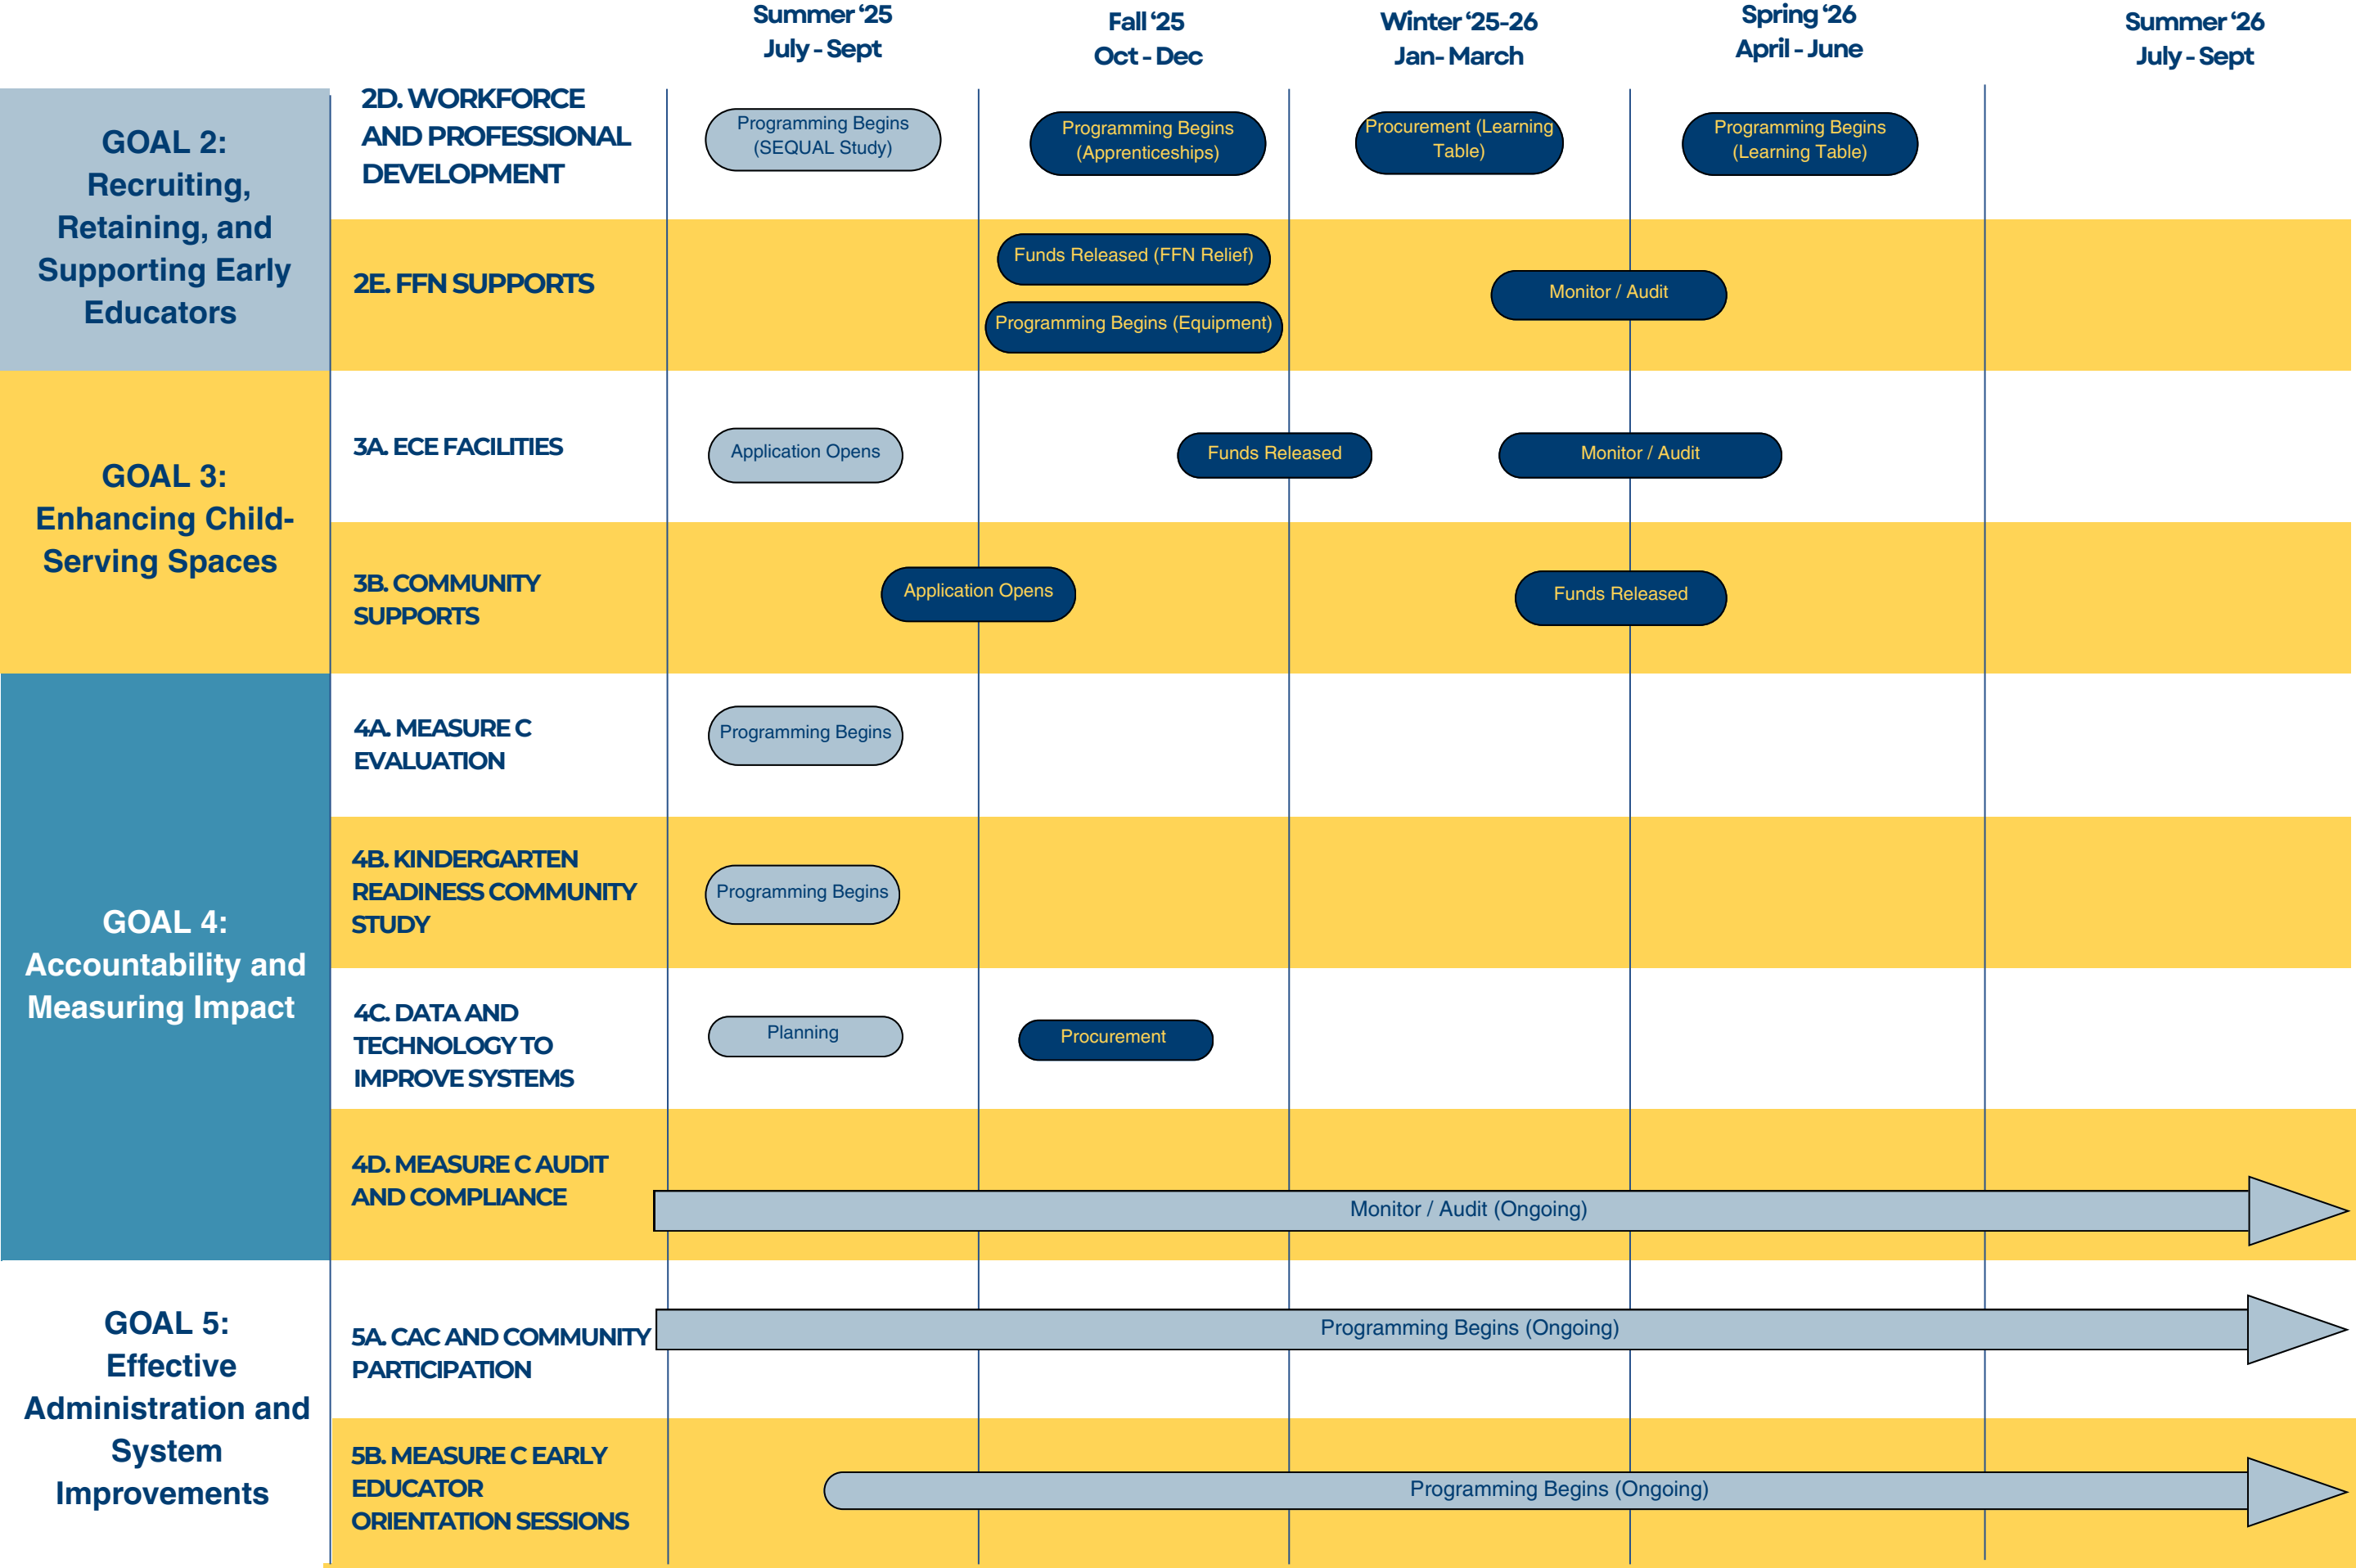 Summer ‘25
July - Sept
Fall ‘25
Oct - Dec
Winter ‘25-26
Jan- March
Spring ‘26
April - June
Summer ‘26
July - Sept
GOAL 2:
Recruiting,
Retaining, and
Supporting Early
Educators
2D. WORKFORCE
AND PROFESSIONAL
DEVELOPMENT
Programming Begins
(SEQUAL Study)
Programming Begins
(Apprenticeships)
Procurement (Learning
Table)
Programming Begins
(Learning Table)
2E. FFN SUPPORTS
Funds Released (FFN Relief)
Programming Begins (Equipment)
Monitor / Audit
GOAL 3:
Enhancing Child-
Serving Spaces
3A. ECE FACILITIES
Application Opens
Funds Released
Monitor / Audit
3B. COMMUNITY
SUPPORTS
Application Opens
Funds Released
GOAL 4:
Accountability and
Measuring Impact
4A. MEASURE C
EVALUATION
Programming Begins
4B. KINDERGARTEN
READINESS COMMUNITY
STUDY
Programming Begins
4C. DATA AND
TECHNOLOGY TO
IMPROVE SYSTEMS
Planning
Procurement
4D. MEASURE C AUDIT
AND COMPLIANCE
Monitor / Audit (Ongoing)
GOAL 5:
Effective
Administration and
System
Improvements
5A. CAC AND COMMUNITY
PARTICIPATION
Programming Begins (Ongoing)
5B. MEASURE C EARLY
EDUCATOR
ORIENTATION SESSIONS
Programming Begins (Ongoing)